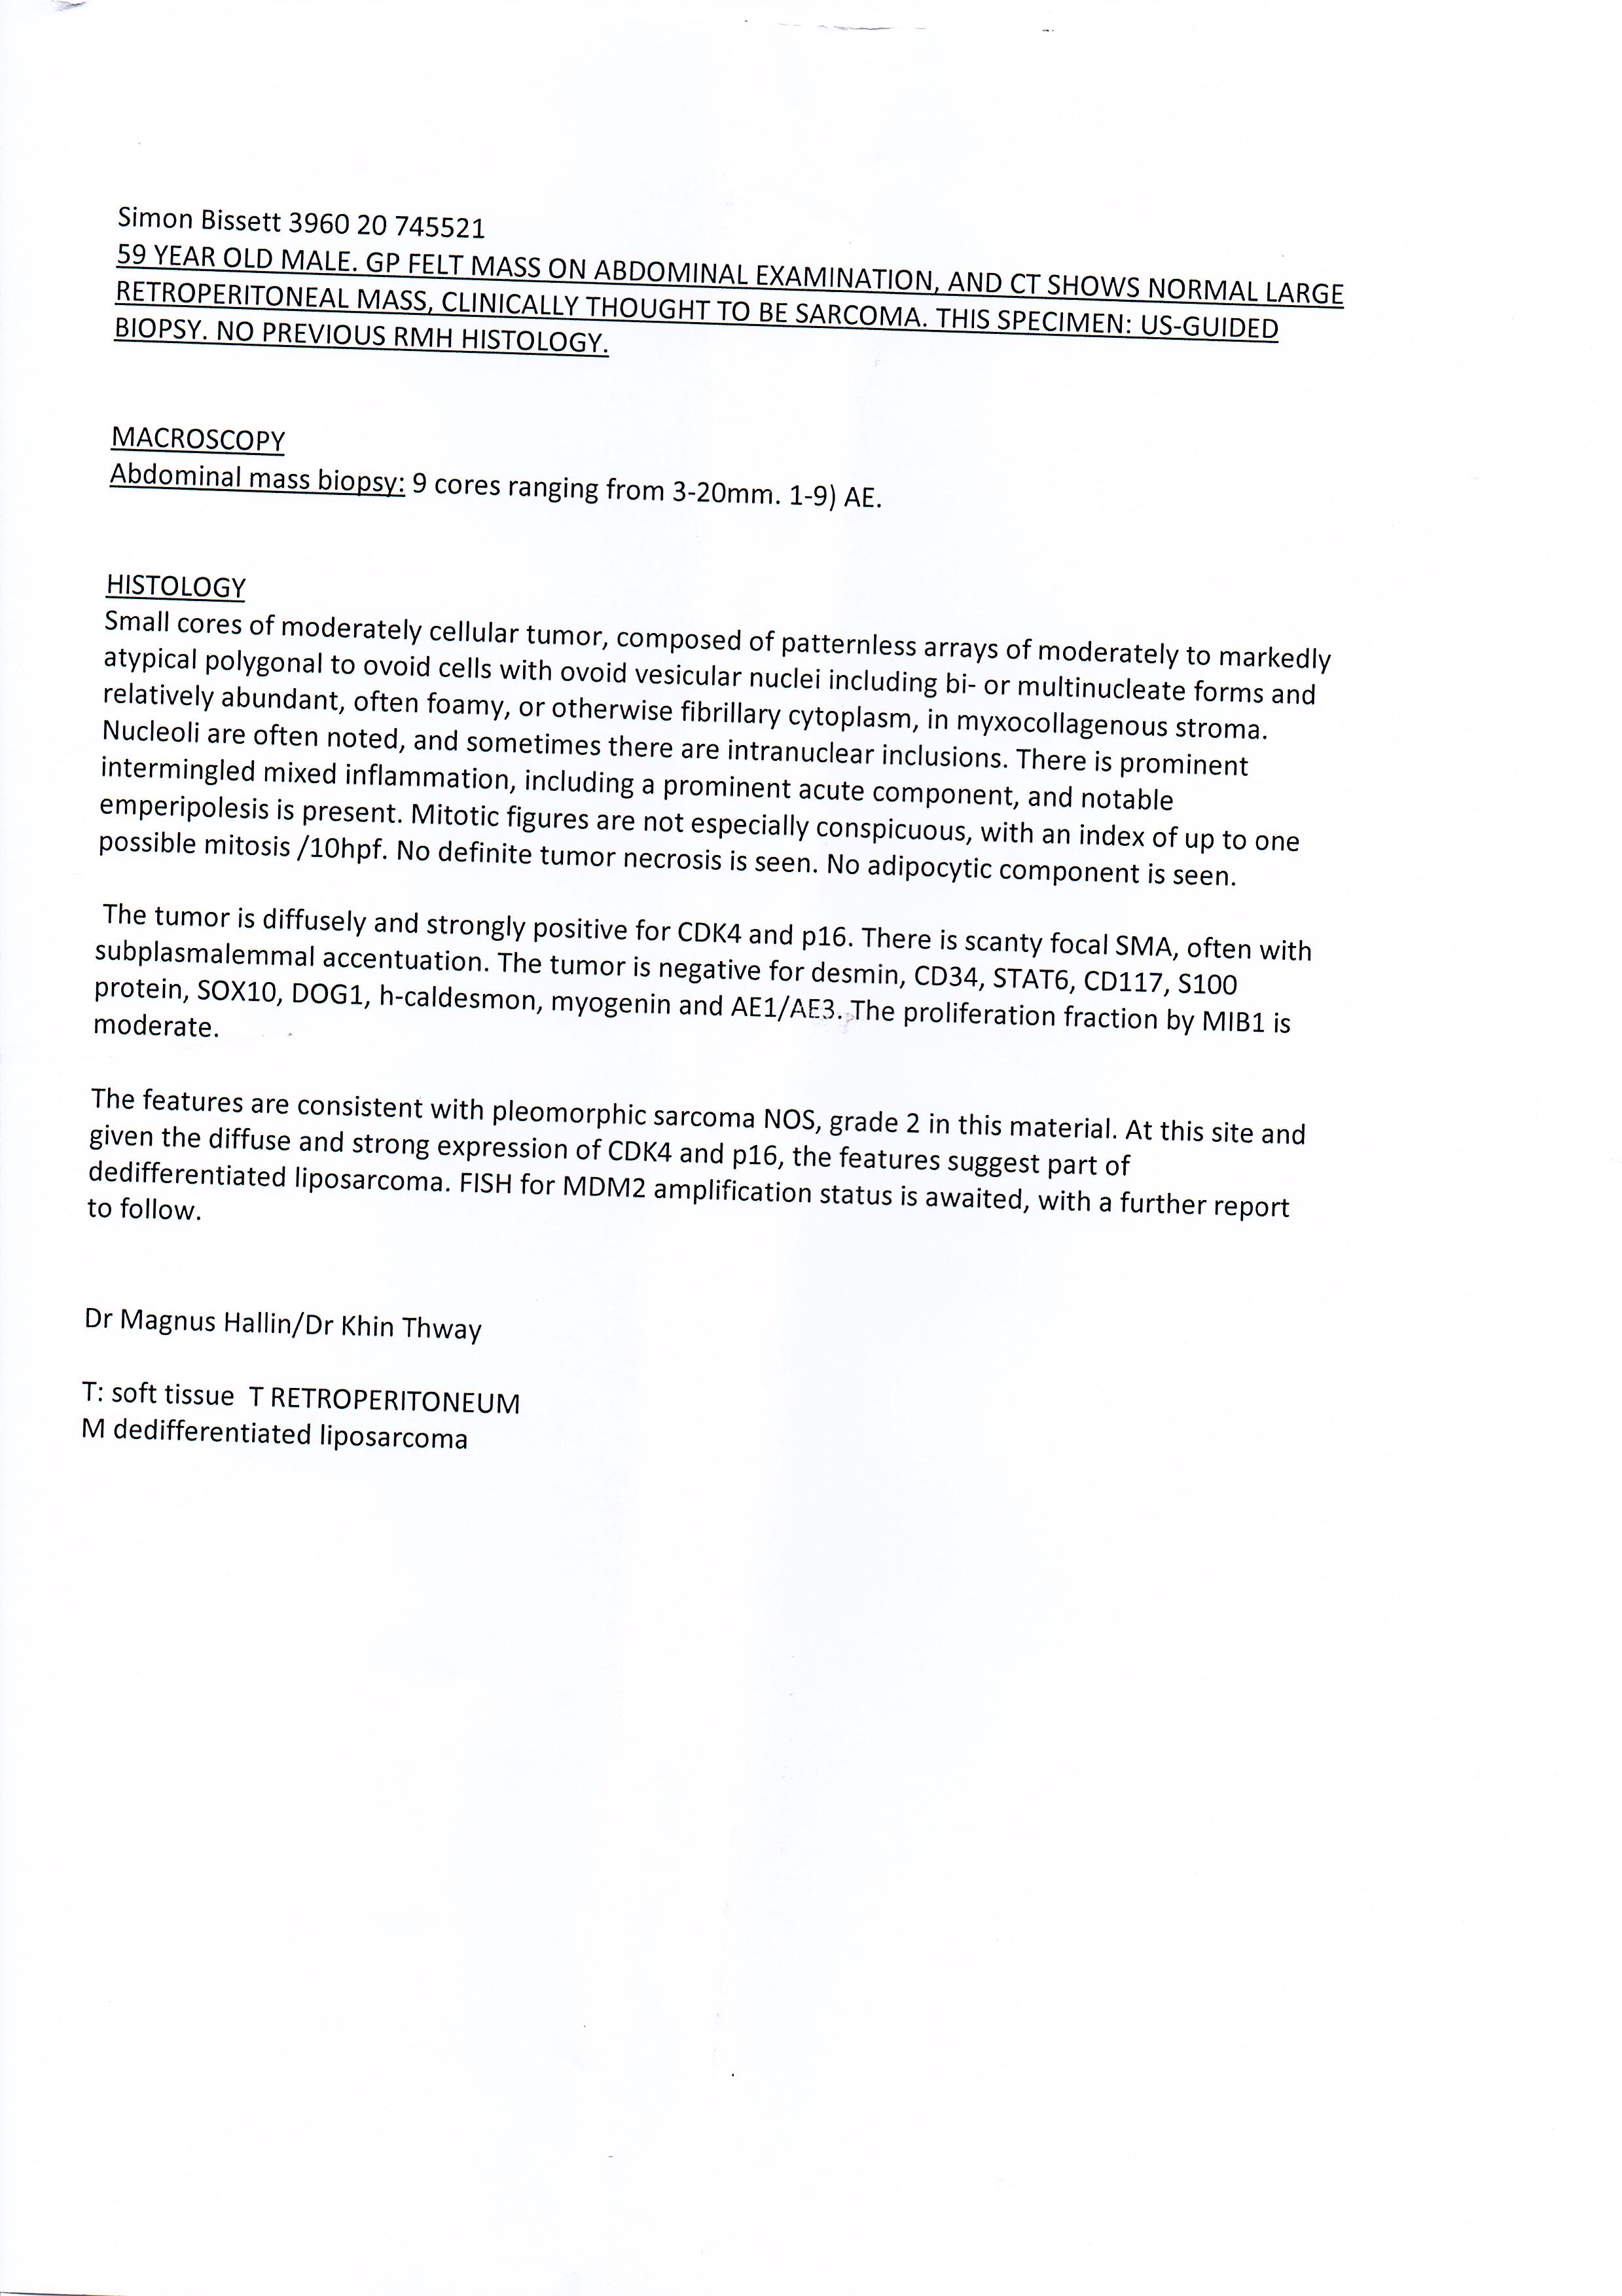 Simon Bissett 3960 20 745521
59 YEAR OLD MALE. GP FELT MASS ON ABDOMINAL EXAMINATION, AND CT SHOWS NORMAL LARGE
RETROPERITONEAL MASS, CLINICALLY THOUGHT TO BE SARCOMA. THIS SPECIMEN: US-GUIDED
BIOPSY. NO PREVIOUS RMH HISTOLOGY.
MACROSCOPY
Abdominal mass biopsy: 9 cores ranging from 3-20mm. 1-9) AE.
HISTOLOGY
Small cores of moderately cellular tumor, composed of patternless arrays of moderately to markedly
atypical polygonal to ovoid cells with ovoid vesicular nuclei including bi- or multinucleate forms and
relatively abundant, often foamy, or otherwise fibrillary cytoplasm, in myxocollagenous stroma.
Nucleoli are often noted, and sometimes there are intranuclear inclusions. There is prominent
intermingled mixed inflammation, including a prominent acute component, and notable
emperipolesis is present. Mitotic figures are not especially conspicuous, with an index of up to one
possible mitosis /10hpf. No definite tumor necrosis is seen. No adipocytic component is seen.
The tumor is diffusely and strongly positive for CDK4 and p16. There is scanty focal SMA, often with
subplasmalemmal accentuation. The tumor is negative for desmin, CD34, STAT6, CD117, S100
protein, SOX10, DOG1, h-caldesmon, myogenin and AE1/AE3. The proliferation fraction by MIB1 is
moderate.
The features are consistent with pleomorphic sarcoma NOS, grade 2 in this material. At this site and
given the diffuse and strong expression of CDK4 and p16, the features suggest part of
dedifferentiated liposarcoma. FISH for MDM2 amplification status is awaited, with a further report
to follow.
Dr Magnus Hallin/Dr Khin Thway
T: soft tissue T RETROPERITONEUM
M dedifferentiated liposarcoma